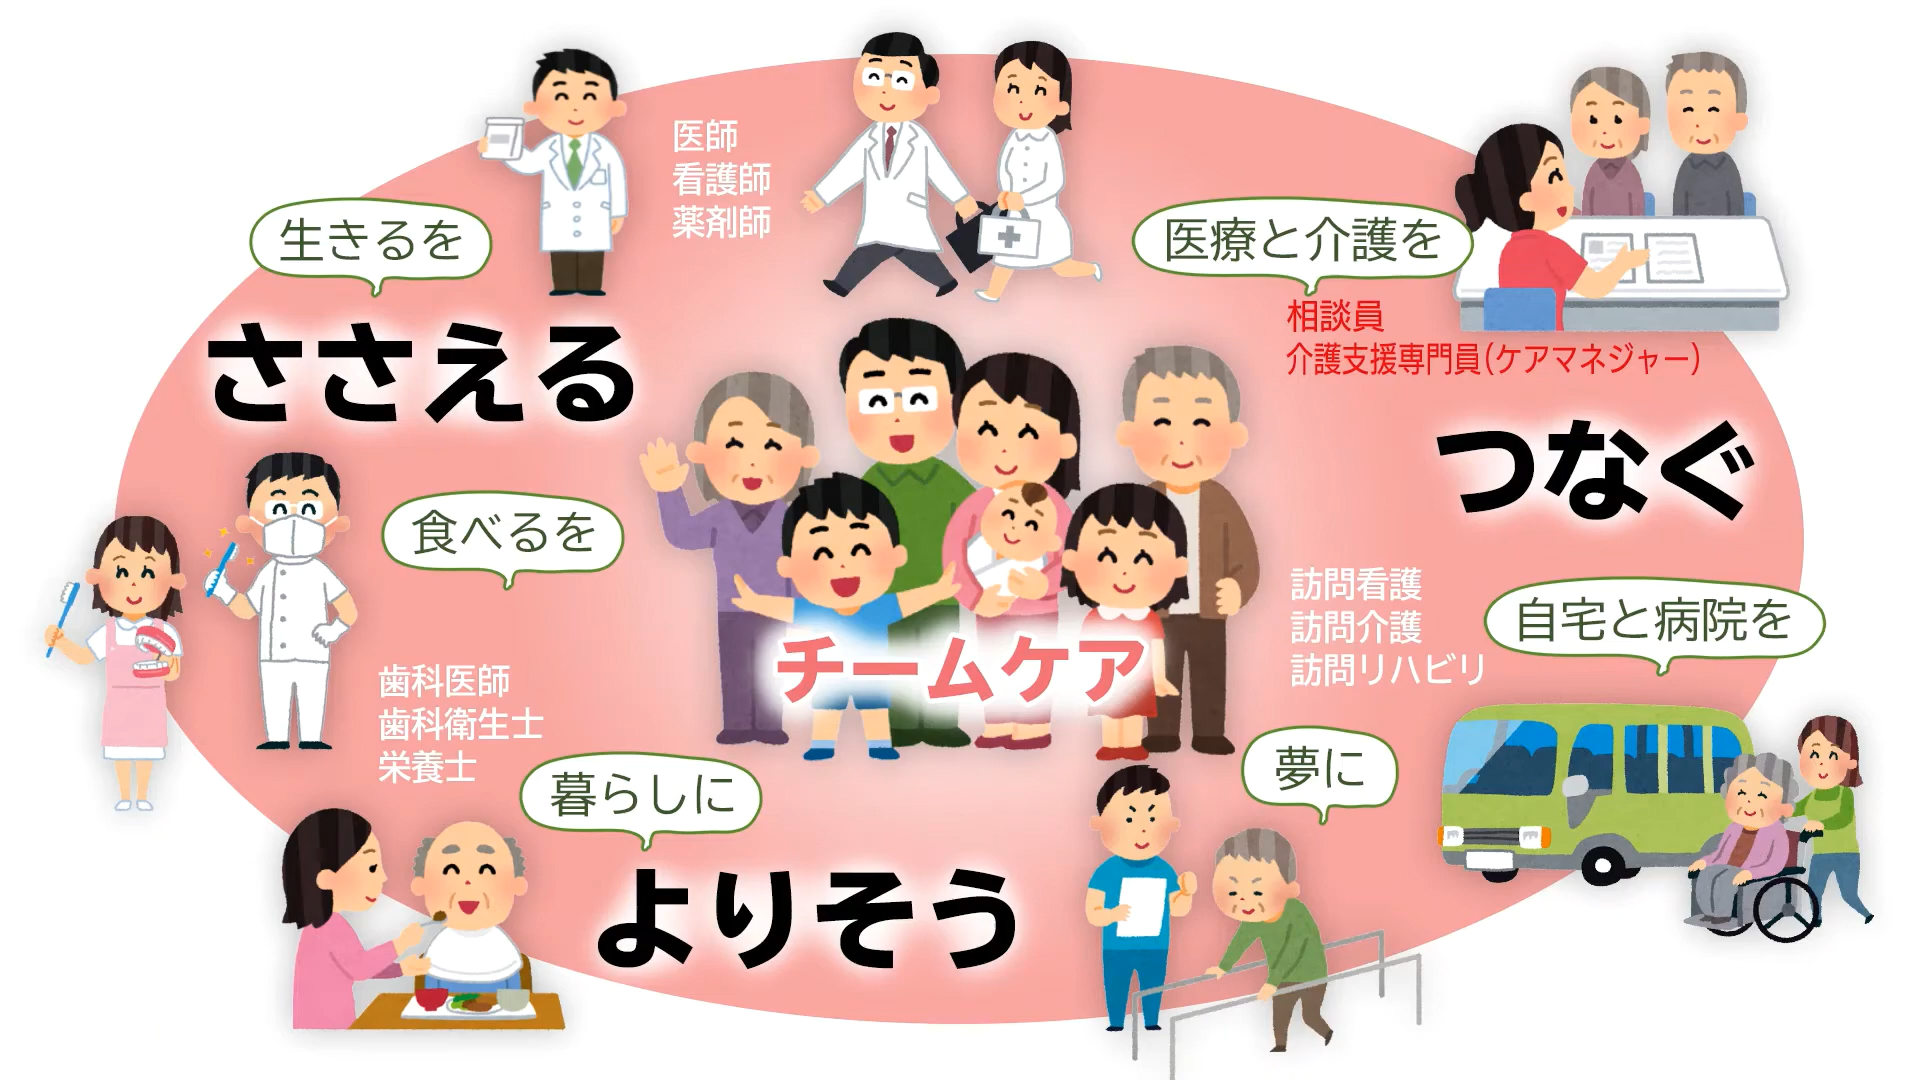 医師
看護師
薬剤師
生きるを
ささえる
医療と介護を
相談員
介護支援専門員(ケアマネジャー)
つなぐ
食べるを
歯科医師
歯科衛生士
栄養士
チームケア
訪問看護
訪問介護
訪問リハビリ
自宅と病院を
暮らしに
夢に
よりそう